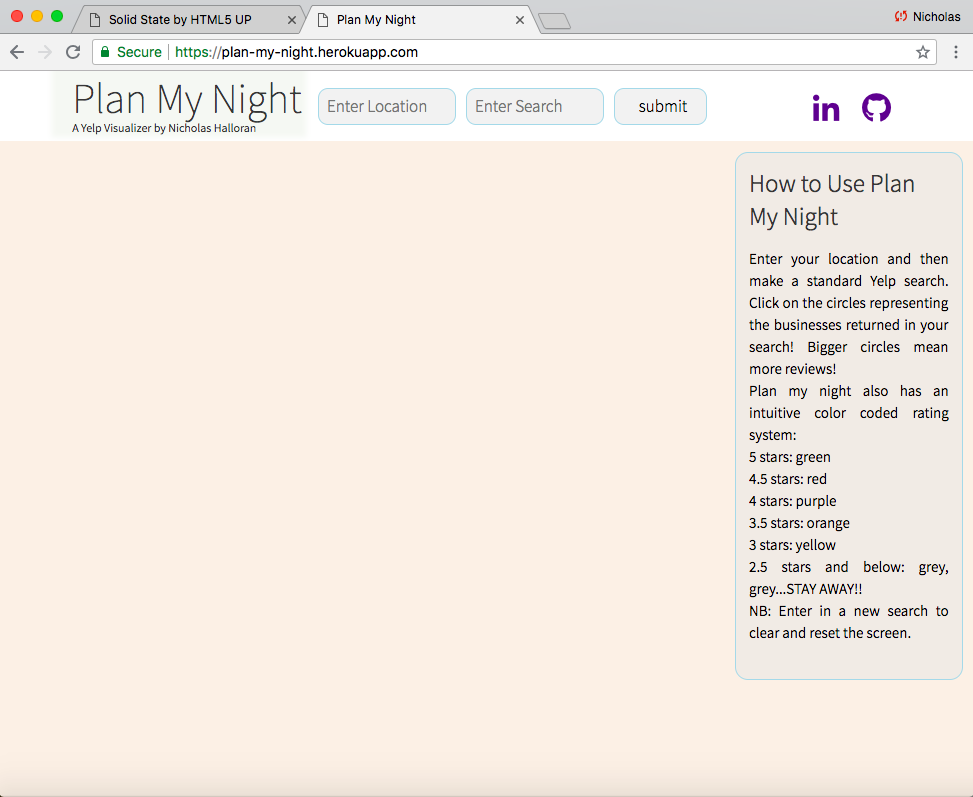 Solid State by HTML5 UP
Plan My Night
Nicholas
Secure
https://plan-my-night.herokuapp.com
Plan My Night
A Yelp Visualizer by Nicholas Halloran
Enter Location
Enter Search
submit
in
How to Use Plan
My Night
Enter your location and then
make a standard Yelp search.
Click on the circles representing
the businesses returned in your
search! Bigger circles mean
more reviews!
Plan my night also has an
intuitive color coded rating
system:
5 stars: green
4.5 stars: red
4 stars: purple
3.5 stars: orange
3 stars: yellow
2.5 stars and below: grey,
grey...STAY AWAY!!
NB: Enter in a new search to
clear and reset the screen.